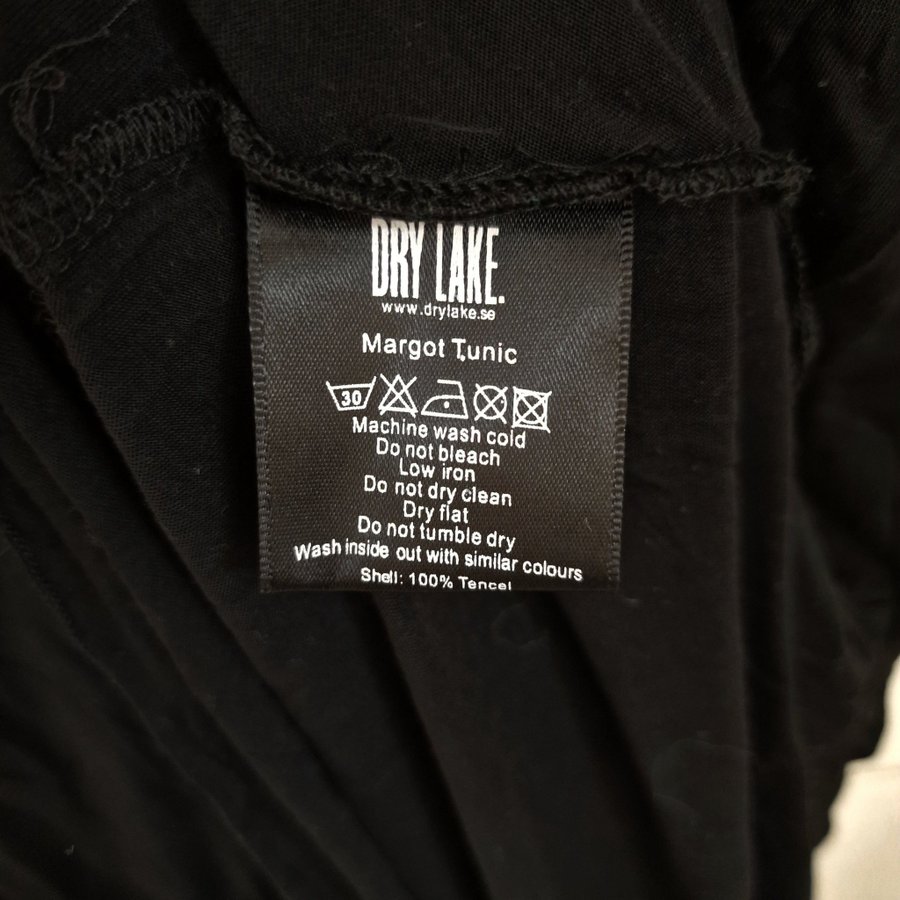 DRY LAKE.
www.drylake.se
Margot Tunic
30
Machine wash cold
Do not bleach
Low iron
Do not dry clean
Dry flat
Do not tumble dry
Wash inside out with similar colours
Shell: 100% Tencel